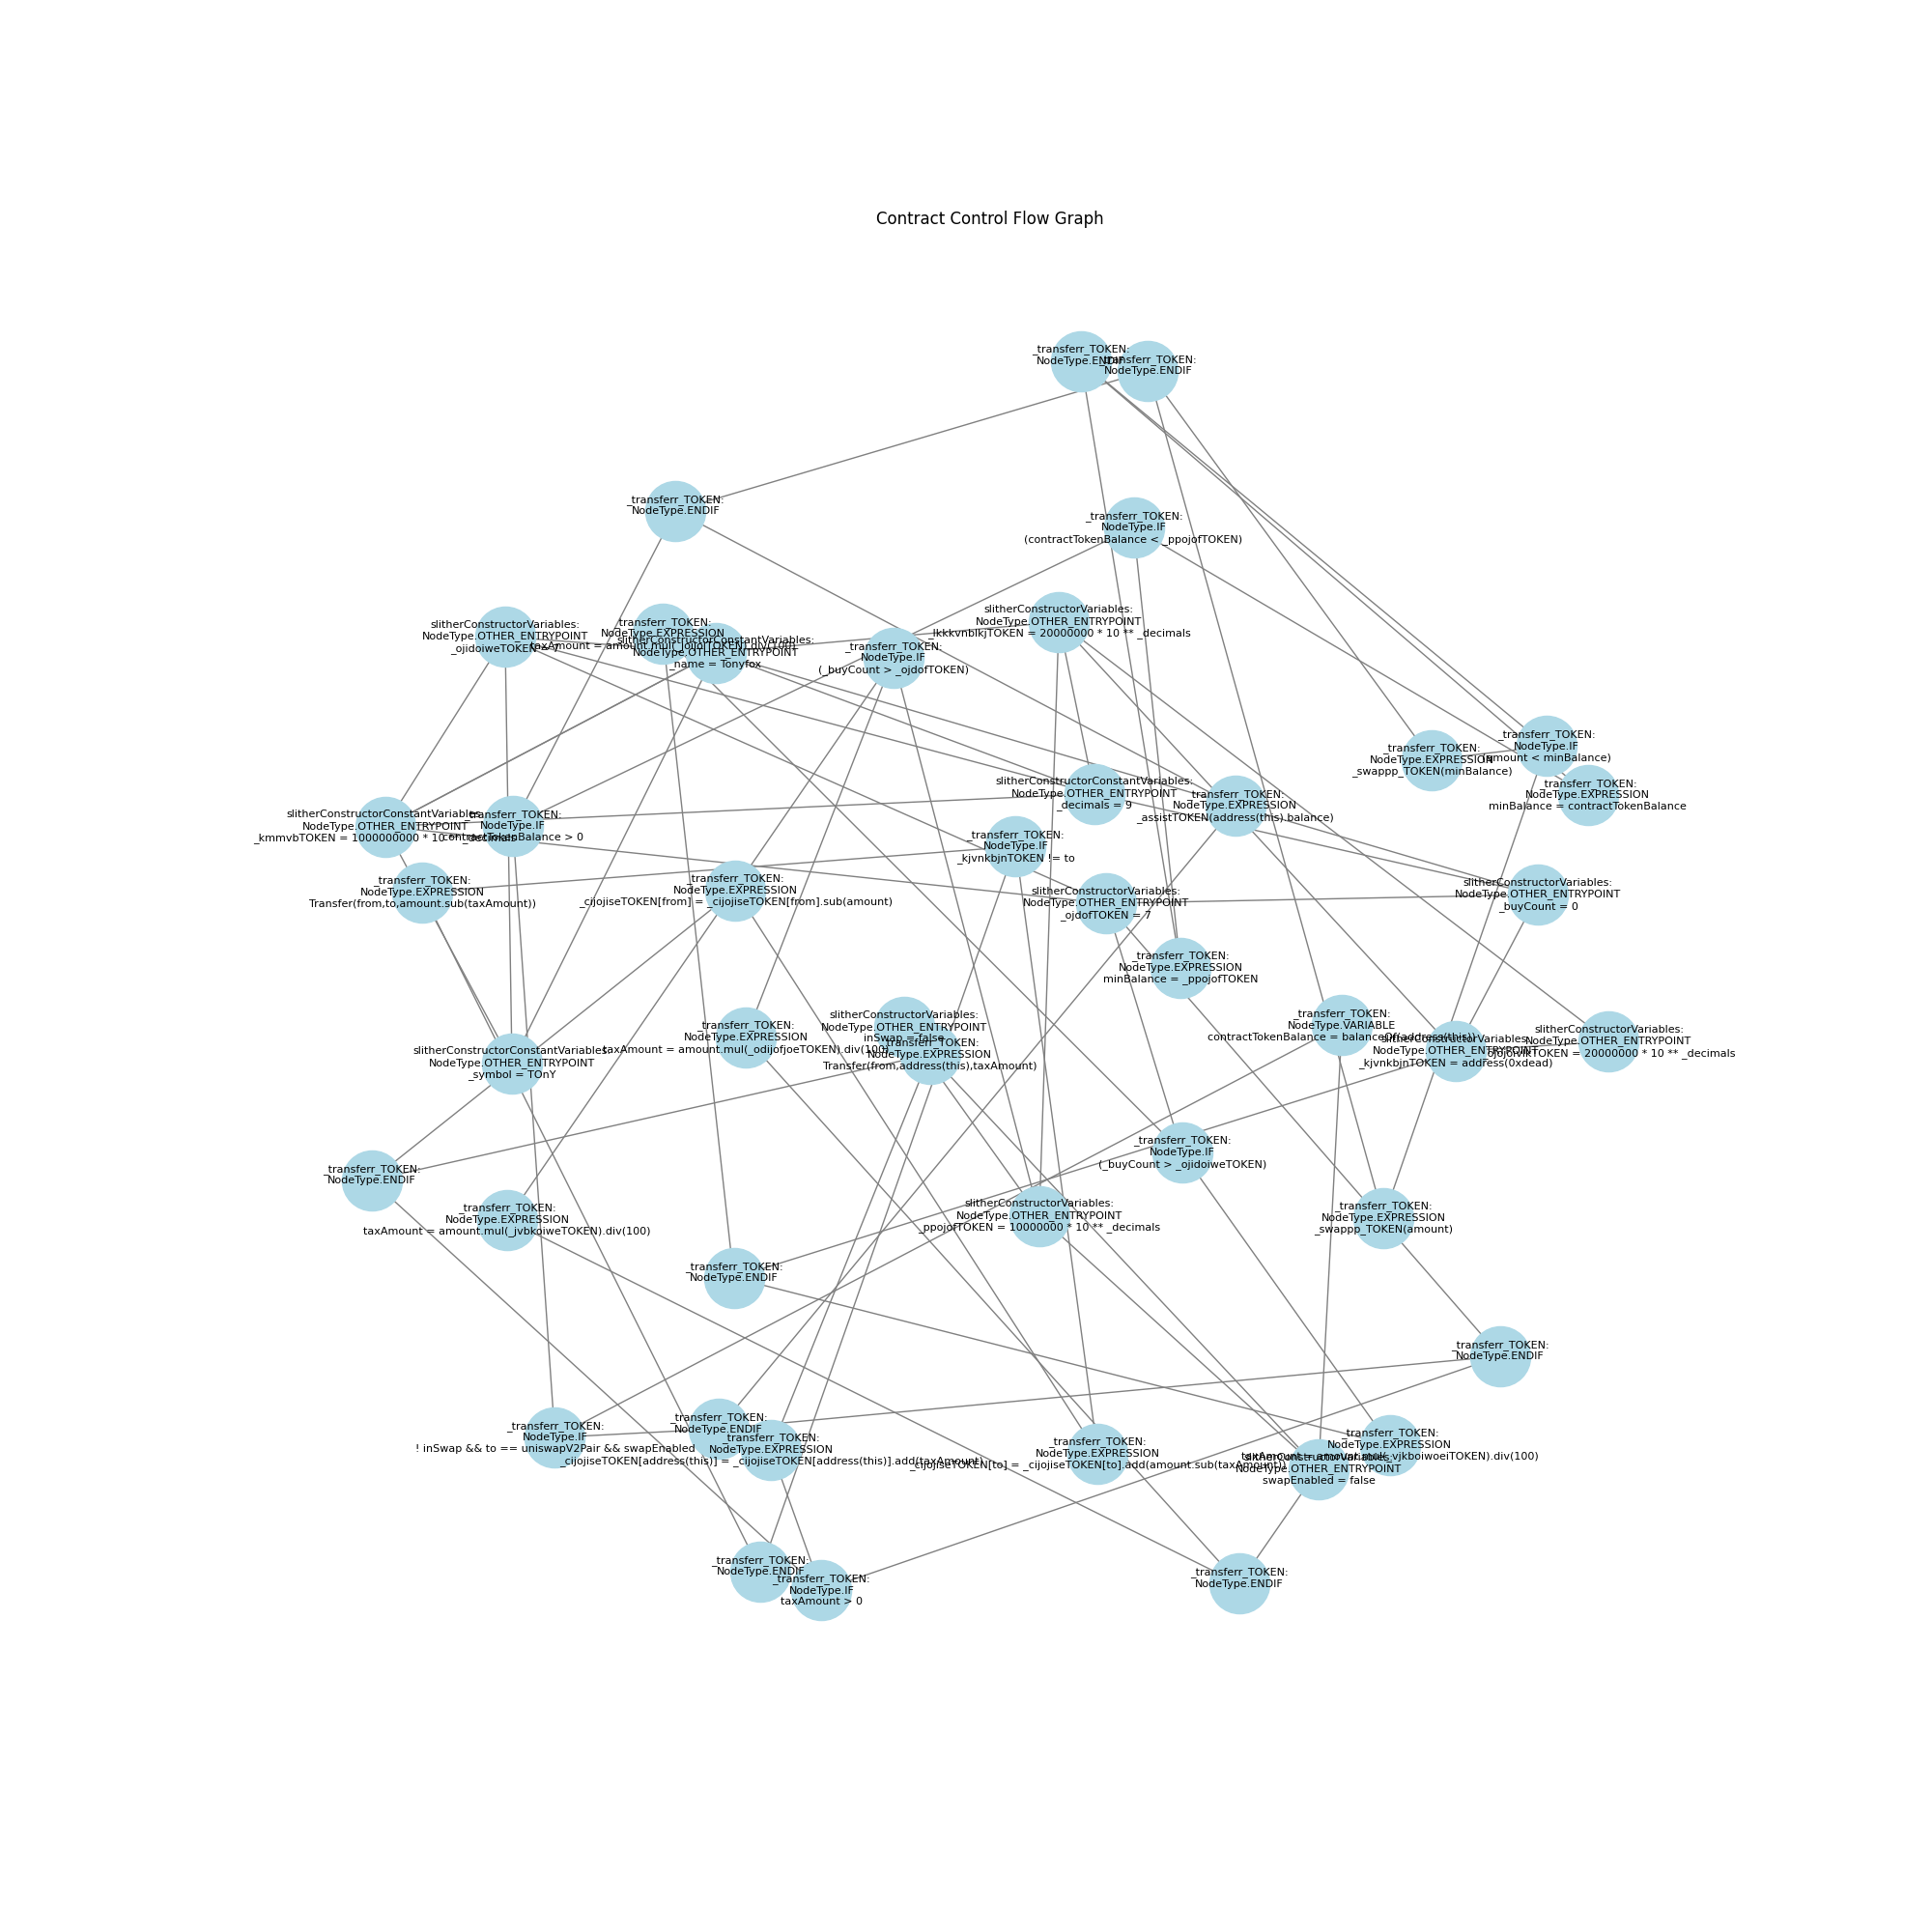 Contract Control Flow Graph
_transferr_TOKEN:
NodeType.ENDIF
_transferr_TOKEN:
NodeType.ENDIF
_transferr_TOKEN:
NodeType.ENDIF
_transferr_TOKEN:
NodeType.IF
(contractTokenBalance < _ppojofTOKEN)
slitherConstructorVariables:
NodeType.OTHER_ENTRYPOINT
_lkkkvnblkjTOKEN = 20000000 * 10 ** _decimals
slitherConstructorVariables:
NodeType.OTHER_ENTRYPOINT
_ojidoiweTOKEN = 7
_transferr_TOKEN:
NodeType.EXPRESSION
slitherConstructorConstantVariables:
NodeType.OTHER_ENTRYPOINT
_name = Tonyfox
_transferr_TOKEN:
NodeType.IF
(_buyCount > _ojdofTOKEN)
_transferr_TOKEN:
NodeType.IF
(amount < minBalance)
_transferr_TOKEN:
NodeType.EXPRESSION
_swappp_TOKEN(minBalance)
_transferr_TOKEN:
NodeType.EXPRESSION
minBalance = contractTokenBalance
slitherConstructorConstantVariables:
NodeType.OTHER_ENTRYPOINT
_decimals = 9
_transferr_TOKEN:
NodeType.EXPRESSION
_assistTOKEN(address(this).balance)
slitherConstructorConstantVariables:
NodeType.OTHER_ENTRYPOINT
_kmmvbTOKEN = 1000000000 * 10 ** _decimals
_transferr_TOKEN:
NodeType.IF
contractTokenBalance > 0
_transferr_TOKEN:
NodeType.IF
_kjvnkbjnTOKEN != to
_transferr_TOKEN:
NodeType.EXPRESSION
Transfer(from,to,amount.sub(taxAmount))
_transferr_TOKEN:
NodeType.EXPRESSION
_cijojiseTOKEN[from] = _cijojiseTOKEN[from].sub(amount)
slitherConstructorVariables:
NodeType.OTHER_ENTRYPOINT
_ojdofTOKEN = 7
slitherConstructorVariables:
NodeType.OTHER_ENTRYPOINT
_buyCount = 0
_transferr_TOKEN:
NodeType.EXPRESSION
minBalance = _ppojofTOKEN
slitherConstructorVariables:
NodeType.OTHER_ENTRYPOINT
inSwap = false
_transferr_TOKEN:
NodeType.EXPRESSION
Transfer(from,address(this),taxAmount)
_transferr_TOKEN:
NodeType.EXPRESSION
taxAmount = amount.mul(_odijofjoeTOKEN).div(100)
_transferr_TOKEN:
NodeType.VARIABLE
contractTokenBalance = balanceOf(address(this))
slitherConstructorVariables:
NodeType.OTHER_ENTRYPOINT
_kjvnkbjnTOKEN = address(0xdead)
slitherConstructorVariables:
NodeType.OTHER_ENTRYPOINT
= 20000000 * 10 ** _decimals
slitherConstructorConstantVariables:
NodeType.OTHER_ENTRYPOINT
_symbol = TOnY
_transferr_TOKEN:
NodeType.IF
(_buyCount > _ojidoiweTOKEN)
_transferr_TOKEN:
NodeType.ENDIF
_transferr_TOKEN:
NodeType.EXPRESSION
taxAmount = amount.mul(_jvbkoiweTOKEN).div(100)
slitherConstructorVariables:
NodeType.OTHER_ENTRYPOINT
_ppojofTOKEN = 10000000 * 10 ** _decimals
_transferr_TOKEN:
NodeType.EXPRESSION
_swappp_TOKEN(amount)
_transferr_TOKEN:
NodeType.ENDIF
_transferr_TOKEN:
NodeType.ENDIF
_transferr_TOKEN:
NodeType.IF
! inSwap && to == uniswapV2Pair && swapEnabled
_transferr_TOKEN:
NodeType.ENDIF
_transferr_TOKEN:
NodeType.EXPRESSION
_cijojiseTOKEN[address(this)] = _cijojiseTOKEN[address(this)].add(taxAmount)
_transferr_TOKEN:
NodeType.EXPRESSION
_cijojiseTOKEN[to] = _cijojiseTOKEN[to].add(amount.sub(taxAmount))
_transferr_TOKEN:
NodeType.EXPRESSION
slitherConstructorVariables:
NodeType.OTHER_ENTRYPOINT
swapEnabled = false
_transferr_TOKEN:
NodeType.ENDIF
_transferr_TOKEN:
NodeType.IF
taxAmount > 0
_transferr_TOKEN:
NodeType.ENDIF